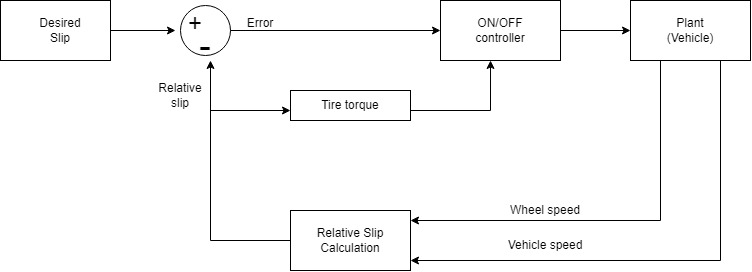 Desired
Slip
+
-
Error
ON/OFF
controller
Plant
(Vehicle)
Relative
slip
Tire torque
Wheel speed
Relative Slip
Calculation
Vehicle speed